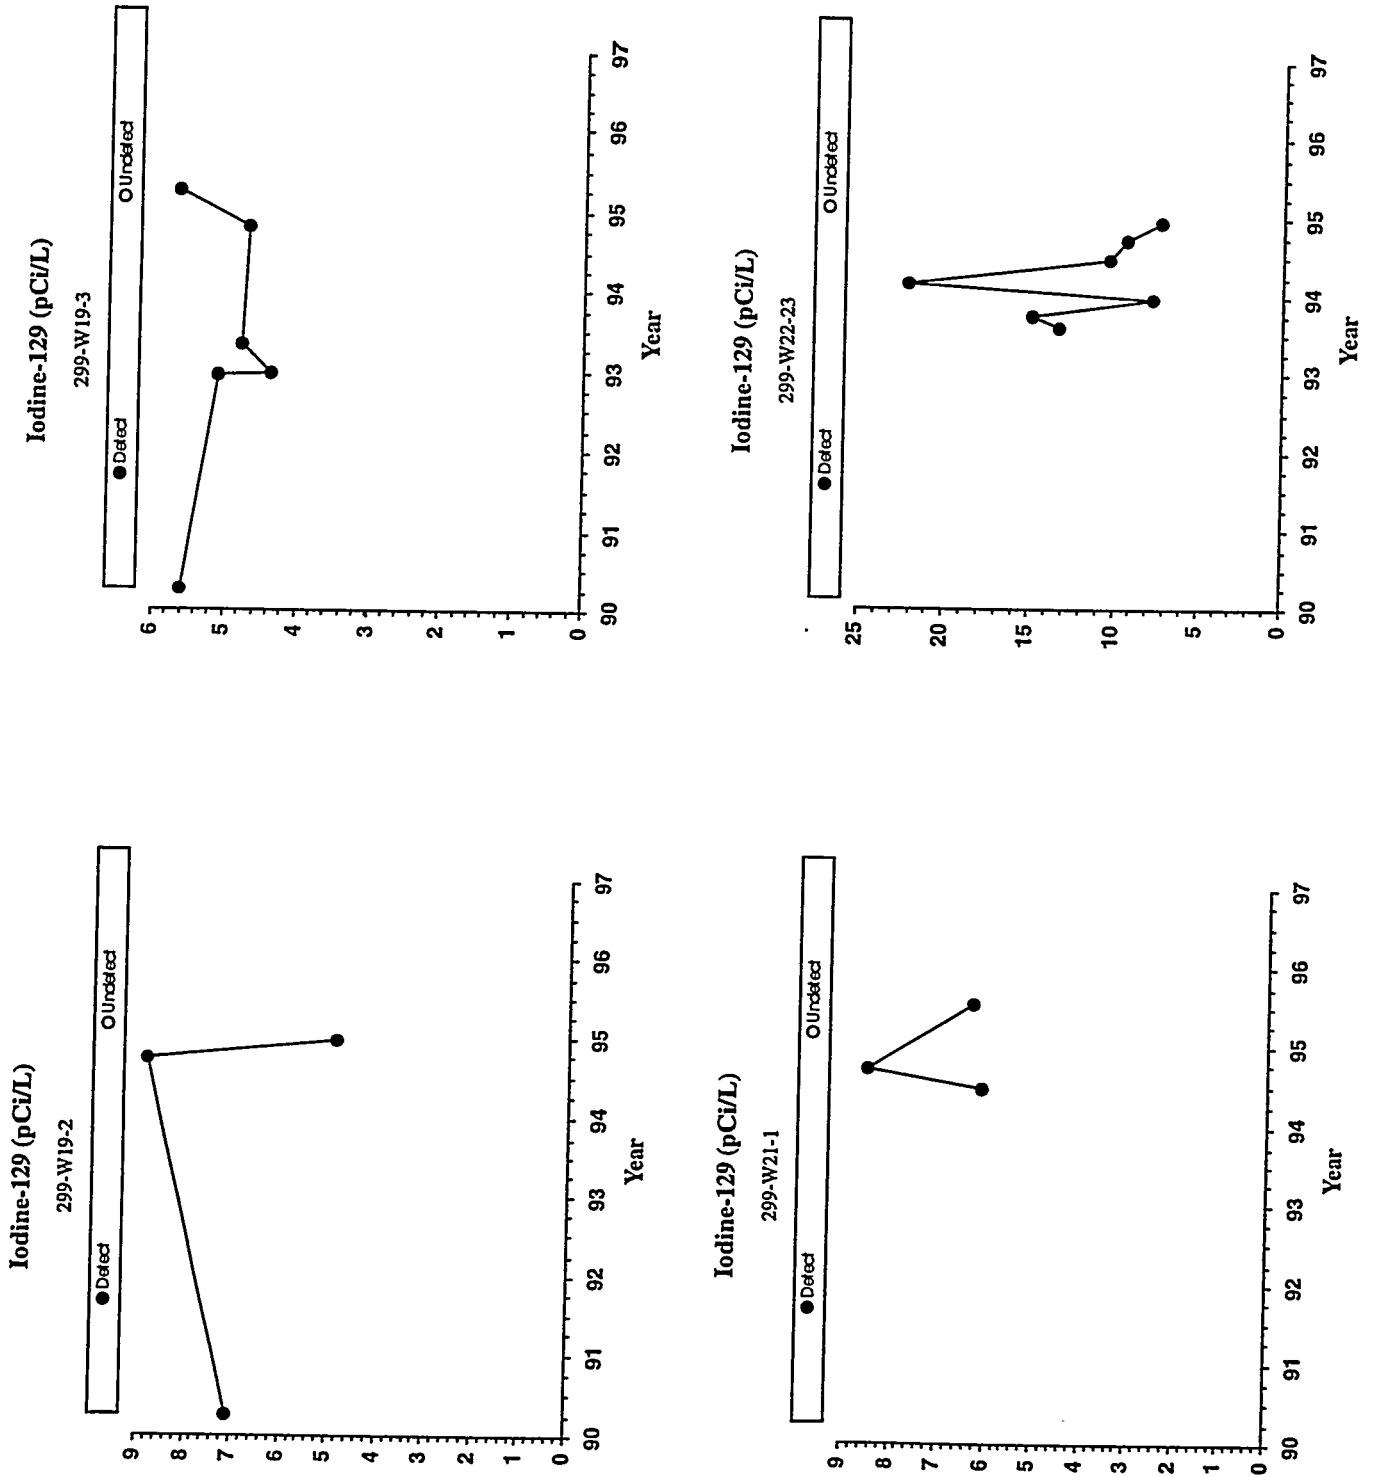 Iodine-129 (pCi/L)
299-W19-2
Detect Undetect
9
8
7
6
5
4
3
2
1
0
90 91 92 93 94 95 96 97
Year
Iodine-129 (pCi/L)
299-W19-3
Detect Undetect
6
5
4
3
2
1
0
90 91 92 93 94 95 96 97
Year
Iodine-129 (pCi/L)
299-W21-1
Detect Undetect
9
8
7
6
5
4
3
2
1
0
90 91 92 93 94 95 96 97
Year
Iodine-129 (pCi/L)
299-W22-23
Detect Undetect
25
20
15
10
5
0
90 91 92 93 94 95 96 97
Year